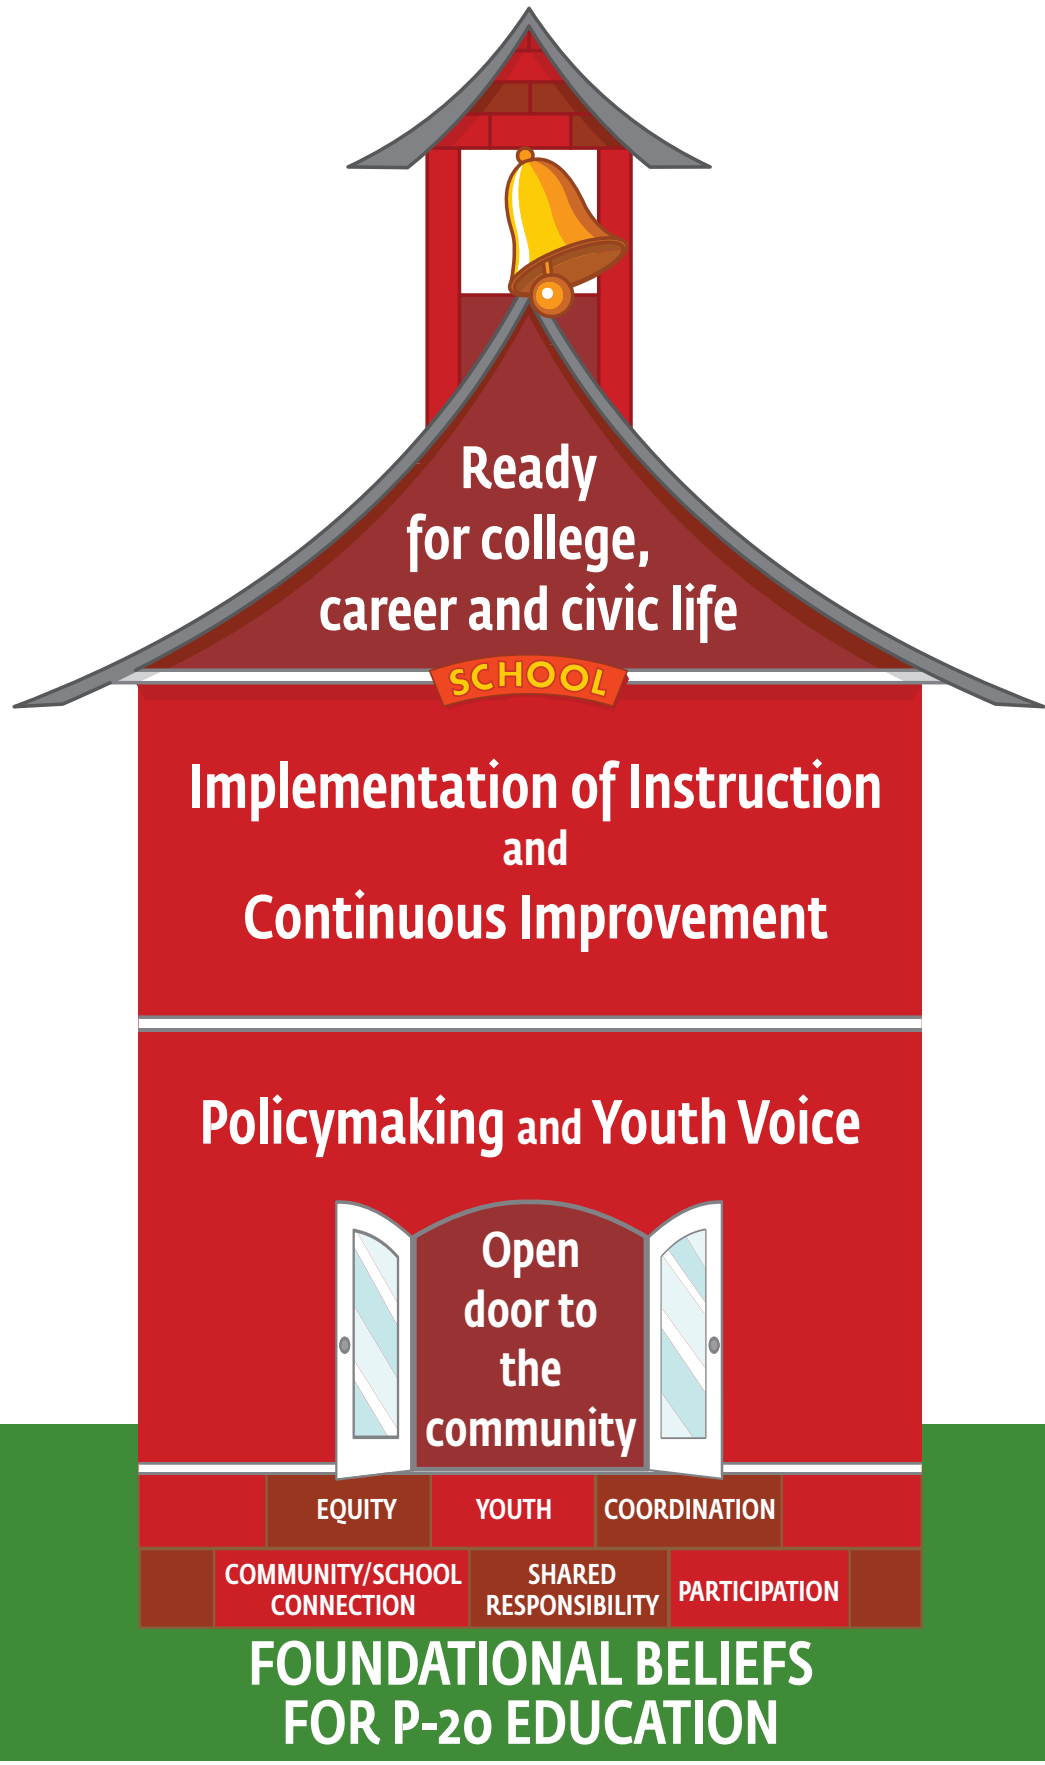 Ready
for college,
career and civic life
SCHOOL
Implementation of Instruction
and
Continuous Improvement
Policymaking and Youth Voice
Open
door to
the
community
EQUITY
YOUTH
COORDINATION
COMMUNITY/SCHOOL
CONNECTION
SHARED
RESPONSIBILITY
PARTICIPATION
FOUNDATIONAL BELIEFS
FOR P-20 EDUCATION